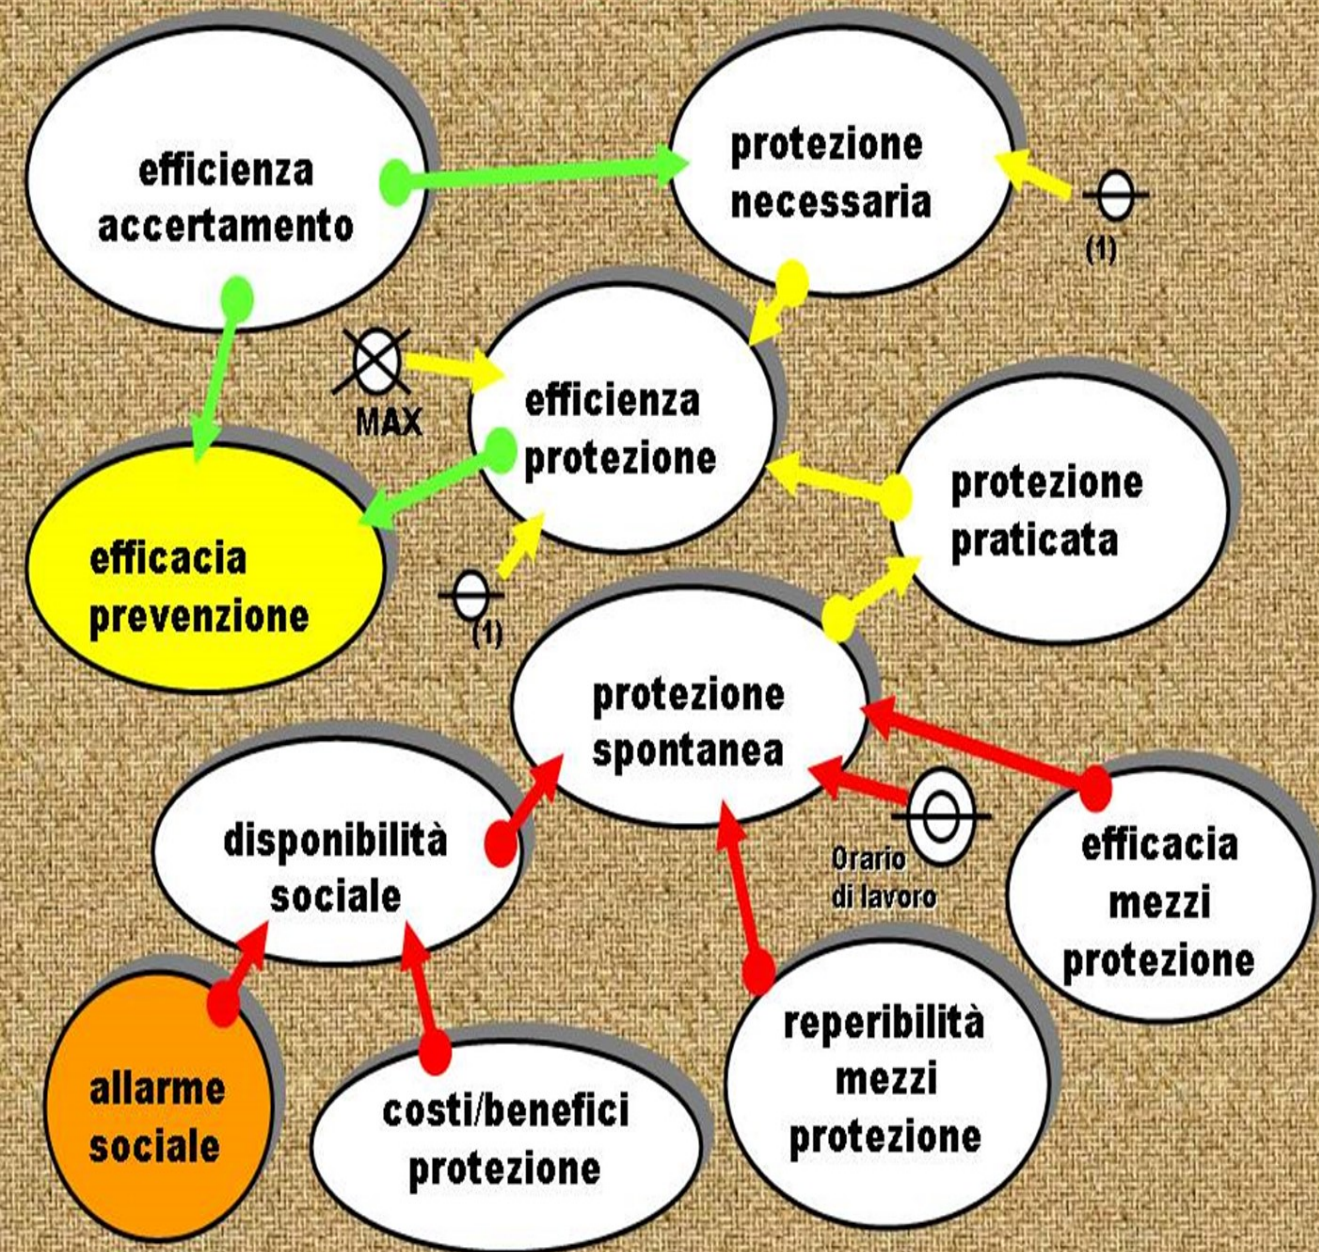 efficienza
accertamento
protezione
necessaria
(1)
MAX
efficienza
protezione
protezione
praticata
efficacia
prevenzione
(1)
protezione
spontanea
disponibilità
sociale
Orario
di lavoro
efficacia
mezzi
protezione
reperibilità
mezzi
protezione
allarme
sociale
costi/benefici
protezione